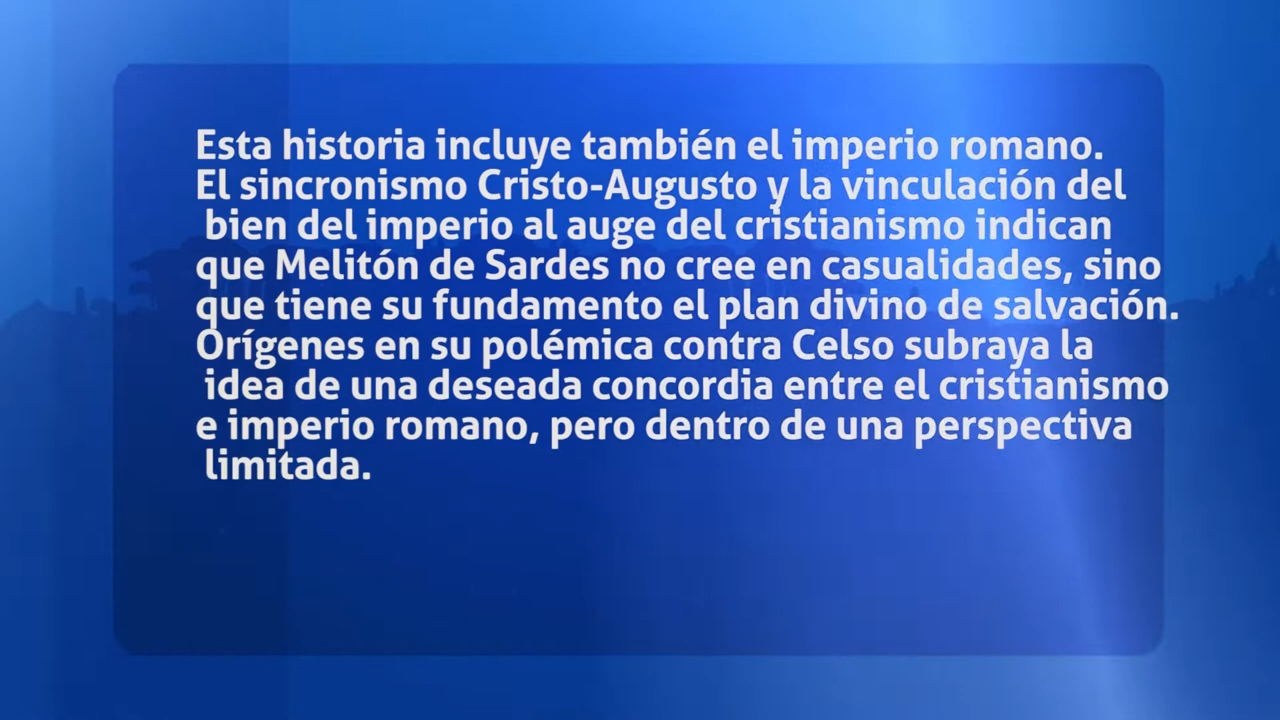 Esta historia incluye también el imperio romano.
El sincronismo Cristo-Augusto y la vinculación del
bien del imperio al auge del cristianismo indican
que Melitón de Sardes no cree en casualidades, sino
que tiene su fundamento el plan divino de salvación.
Orígenes en su polémica contra Celso subraya la
idea de una deseada concordia entre el cristianismo
e imperio romano, pero dentro de una perspectiva
limitada.